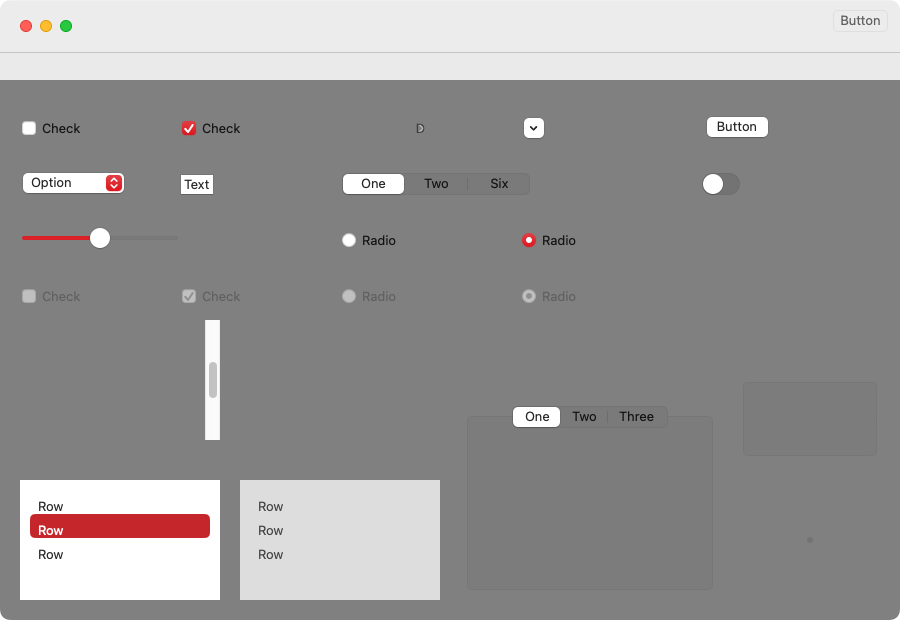 Button
Check
Check
D
Button
Option
Text
One
Two
Six
Radio
Radio
Check
Check
Radio
Radio
One
Two
Three
Row
Row
Row
Row
Row
Row